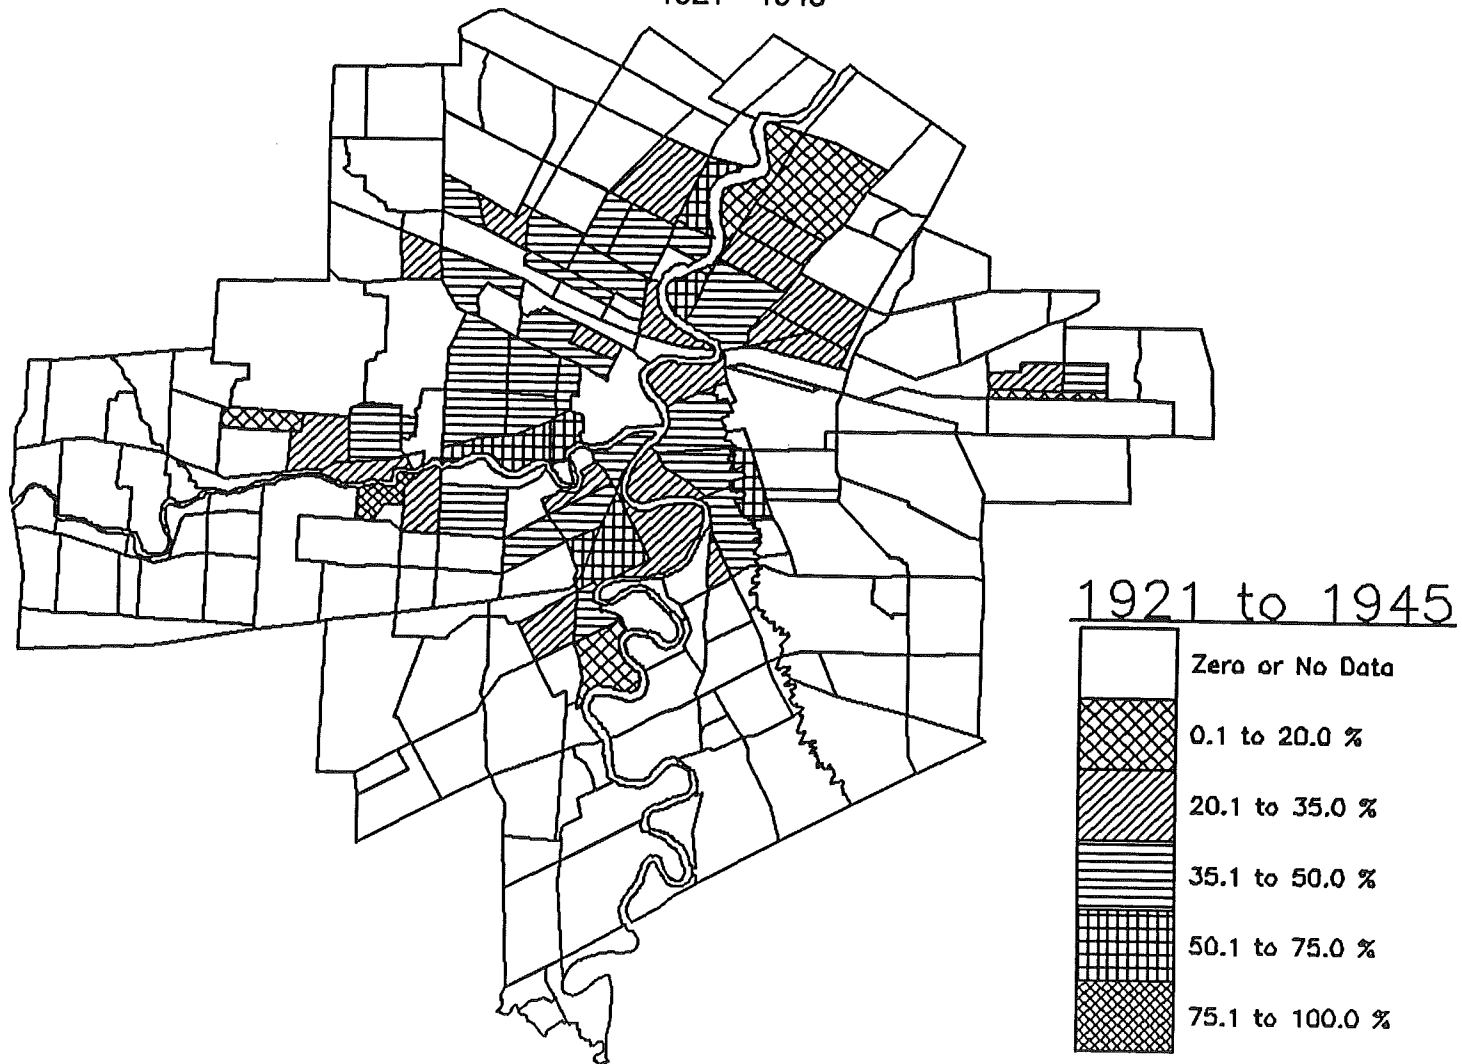 1921 to 1945
Zero or No Data
0.1 to 20.0 %
20.1 to 35.0 %
35.1 to 50.0 %
50.1 to 75.0 %
75.1 to 100.0 %